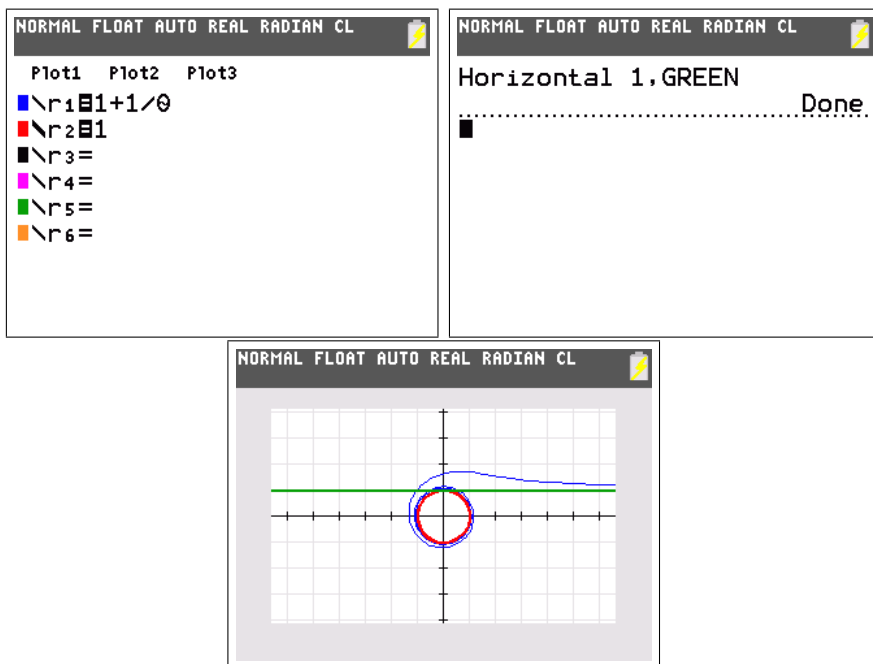 NORMAL FLOAT AUTO REAL RADIAN CL
Plot1 Plot2 Plot3
\r1=1+1/θ
\r2=1
\r3=
\r4=
\r5=
\r6=
NORMAL FLOAT AUTO REAL RADIAN CL
Horizontal 1,GREEN
Done
NORMAL FLOAT AUTO REAL RADIAN CL